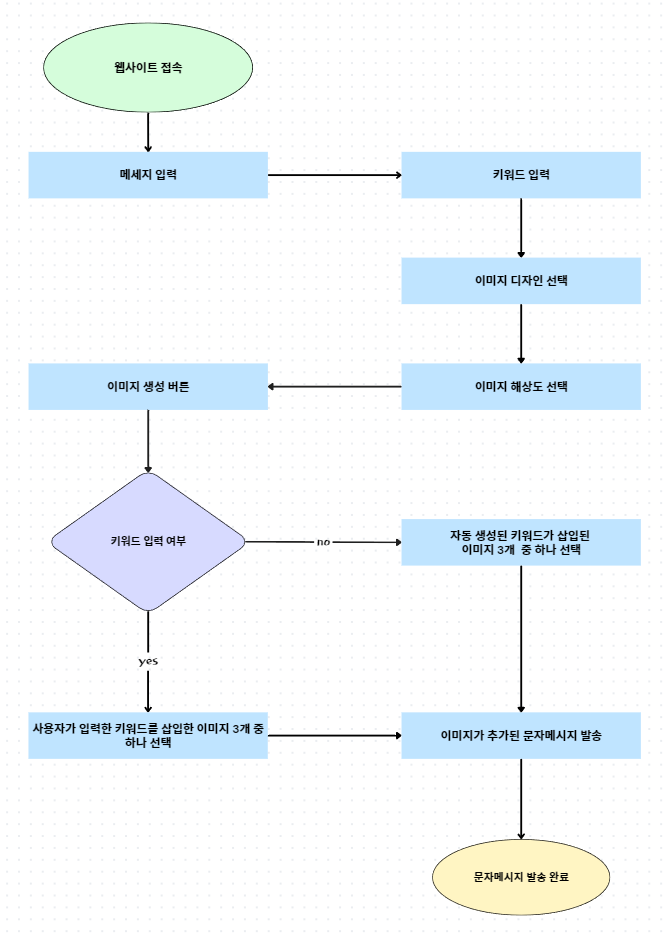 웹사이트 접속
메세지 입력
키워드 입력
이미지 디자인 선택
이미지 해상도 선택
이미지 생성 버튼
키워드 입력 여부
no
자동 생성된 키워드가 삽입된
이미지 3개 중 하나 선택
yes
사용자가 입력한 키워드를 삽입한 이미지 3개 중
하나 선택
이미지가 추가된 문자메시지 발송
문자메시지 발송 완료